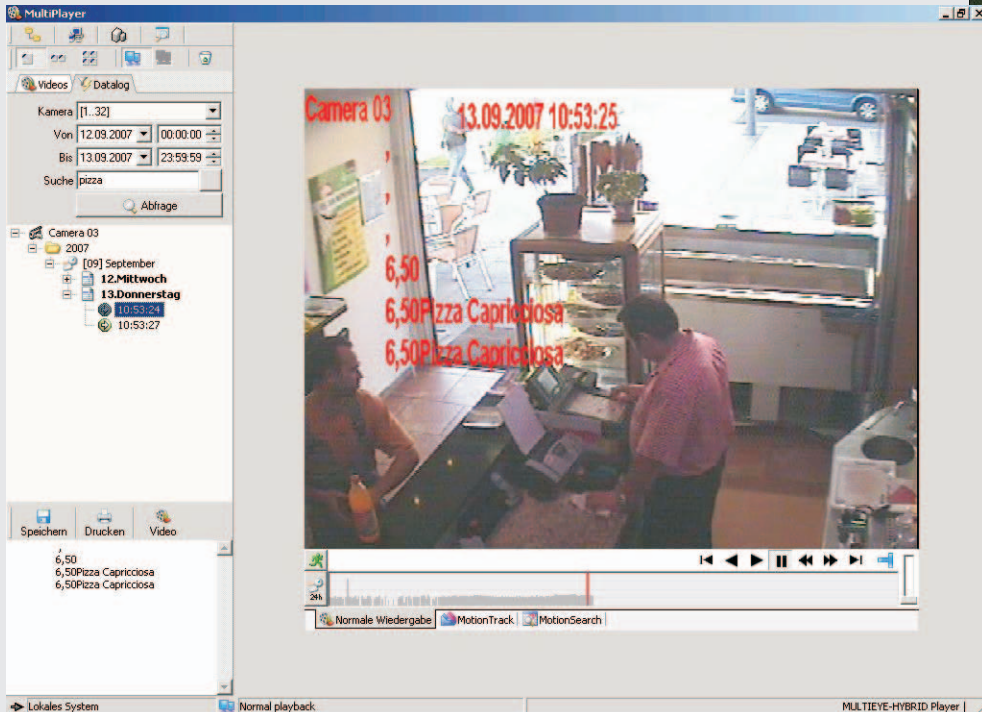 MultiPlayer
Videos
Datalog
Kamera [1..32]
Von 12.09.2007 00:00:00
Bis 13.09.2007 23:59:59
Suche pizza
Abfrage
Camera 03
2007
[09] September
12.Mittwoch
13.Donnerstag
10:53:24
10:53:27
Speichern Drucken Video
,
6,50
6,50Pizza Capricciosa
6,50Pizza Capricciosa
Camera 03 13.09.2007 10:53:25
,
,
,
6,50
6,50Pizza Capricciosa
6,50Pizza Capricciosa
24h
Normale Wiedergabe MotionTrack MotionSearch
Lokales System Normal playback MULTIEYE-HYBRID Player